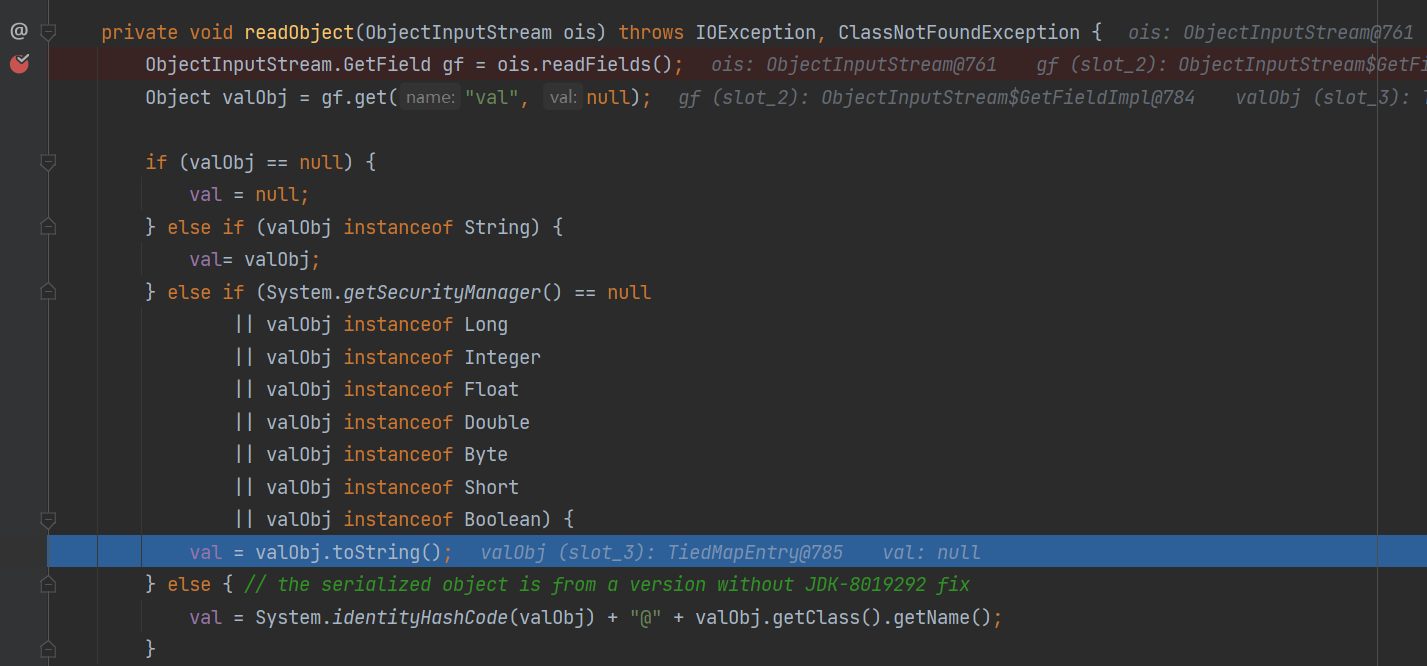 @ private void readObject(ObjectInputStream ois) throws IOException, ClassNotFoundException { ois: ObjectInputStream@761
ObjectInputStream.GetField gf = ois.readFields(); ois: ObjectInputStream@761 gf (slot_2): ObjectInputStream$GetFi
Object valObj = gf.get( name: "val", val: null); gf (slot_2): ObjectInputStream$GetFieldImpl@784 valObj (slot_3):
if (valObj == null) {
val = null;
} else if (valObj instanceof String) {
val= valObj;
} else if (System.getSecurityManager() == null
|| valObj instanceof Long
|| valObj instanceof Integer
|| valObj instanceof Float
|| valObj instanceof Double
|| valObj instanceof Byte
|| valObj instanceof Short
|| valObj instanceof Boolean) {
val = valObj.toString(); valObj (slot_3): TiedMapEntry@785 val: null
} else { // the serialized object is from a version without JDK-8019292 fix
val = System.identityHashCode(valObj) + "@" + valObj.getClass().getName();
}